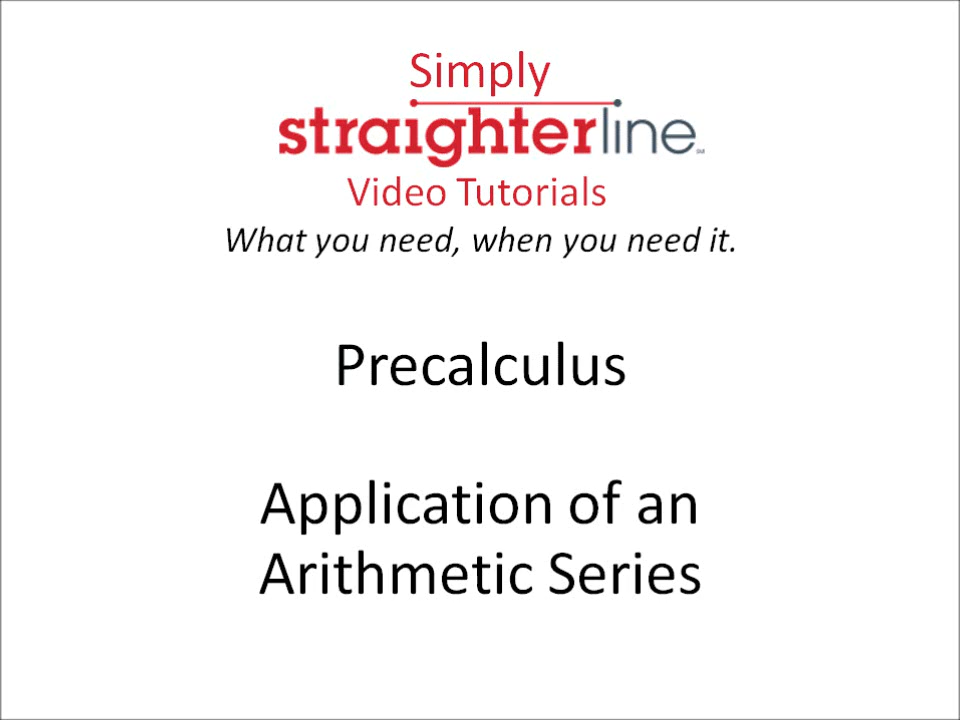 Simply
straighterline
Video Tutorials
What you need, when you need it.
Precalculus
Application of an
Arithmetic Series